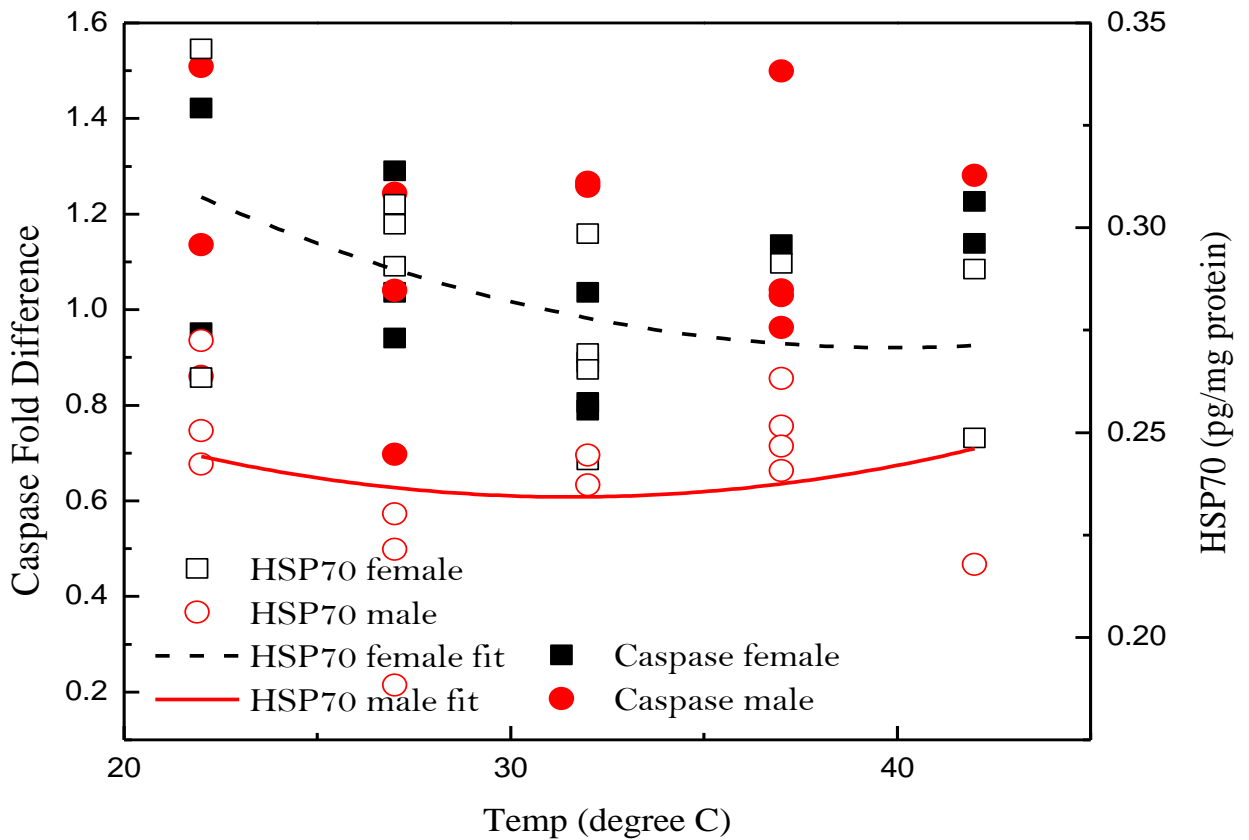 1.6
1.4
1.2
1.0
0.8
0.6
0.4
0.2
Caspase Fold Difference
0.35
0.30
0.25
0.20
HSP70 (pg/mg protein)
HSP70 female
HSP70 male
HSP70 female fit
HSP70 male fit
Caspase female
Caspase male
20
30
40
Temp (degree C)